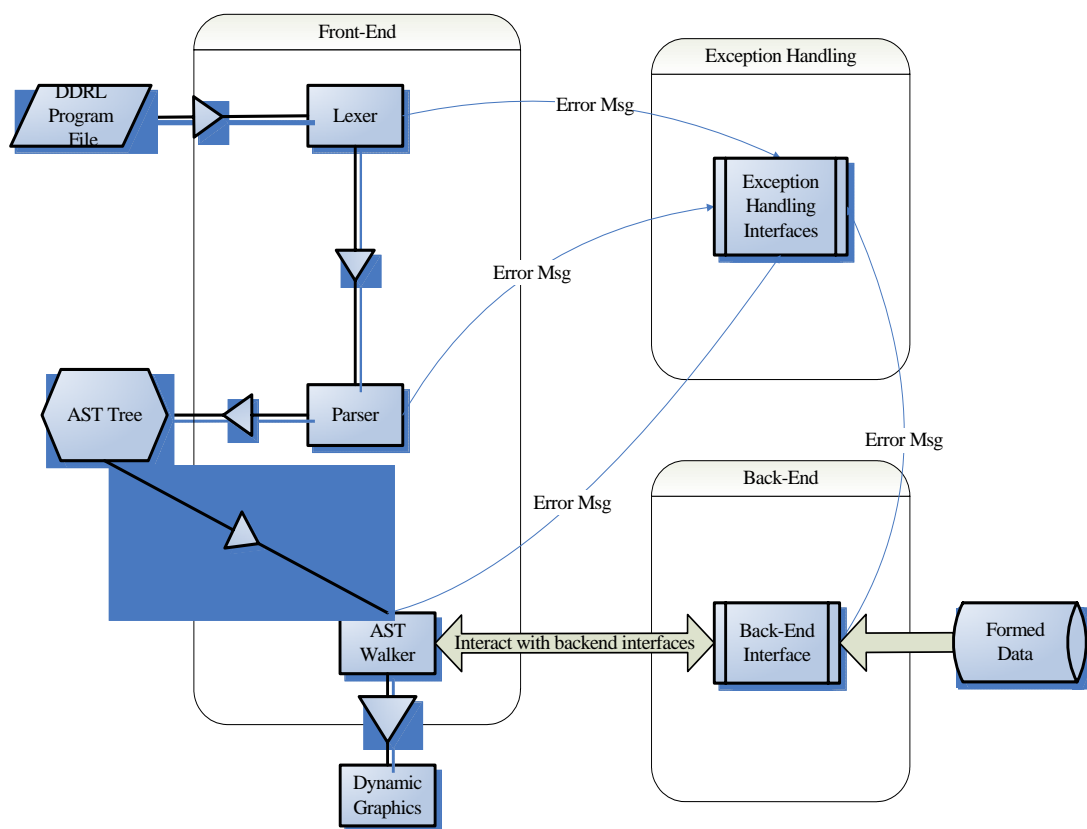 Front-End
Exception Handling
DDRL
Program
File
Lexer
Error Msg
Exception
Handling
Interfaces
Error Msg
AST Tree
Parser
Error Msg
Back-End
Error Msg
AST
Walker
Interact with backend interfaces
Back-End
Interface
Formed
Data
Dynamic
Graphics